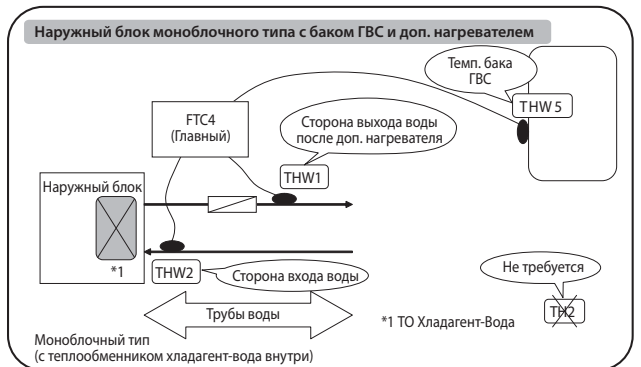 Наружный блок моноблочного типа с баком ГВС и доп. нагревателем
Темп. бака
ГВС
THW 5
FTC4
(Главный)
Сторона выхода воды
после доп. нагревателя
THW1
Наружный блок
*1
THW2
Сторона входа воды
Не требуется
TH2
Трубы воды
*1 ТО Хладагент-Вода
Моноблочный тип
(с теплообменником хладагент-вода внутри)